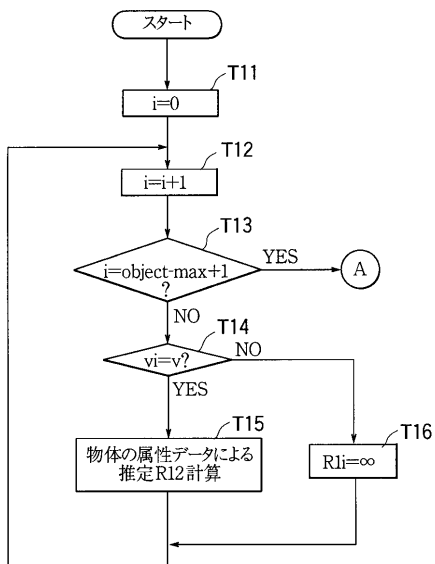 スタート
T11
i=0
T12
i=i+1
T13
i=object-max+1
?
YES
A
NO
T14
vi=v?
NO
YES
T15
物体の属性データによる
推定R12計算
T16
R1i=∞